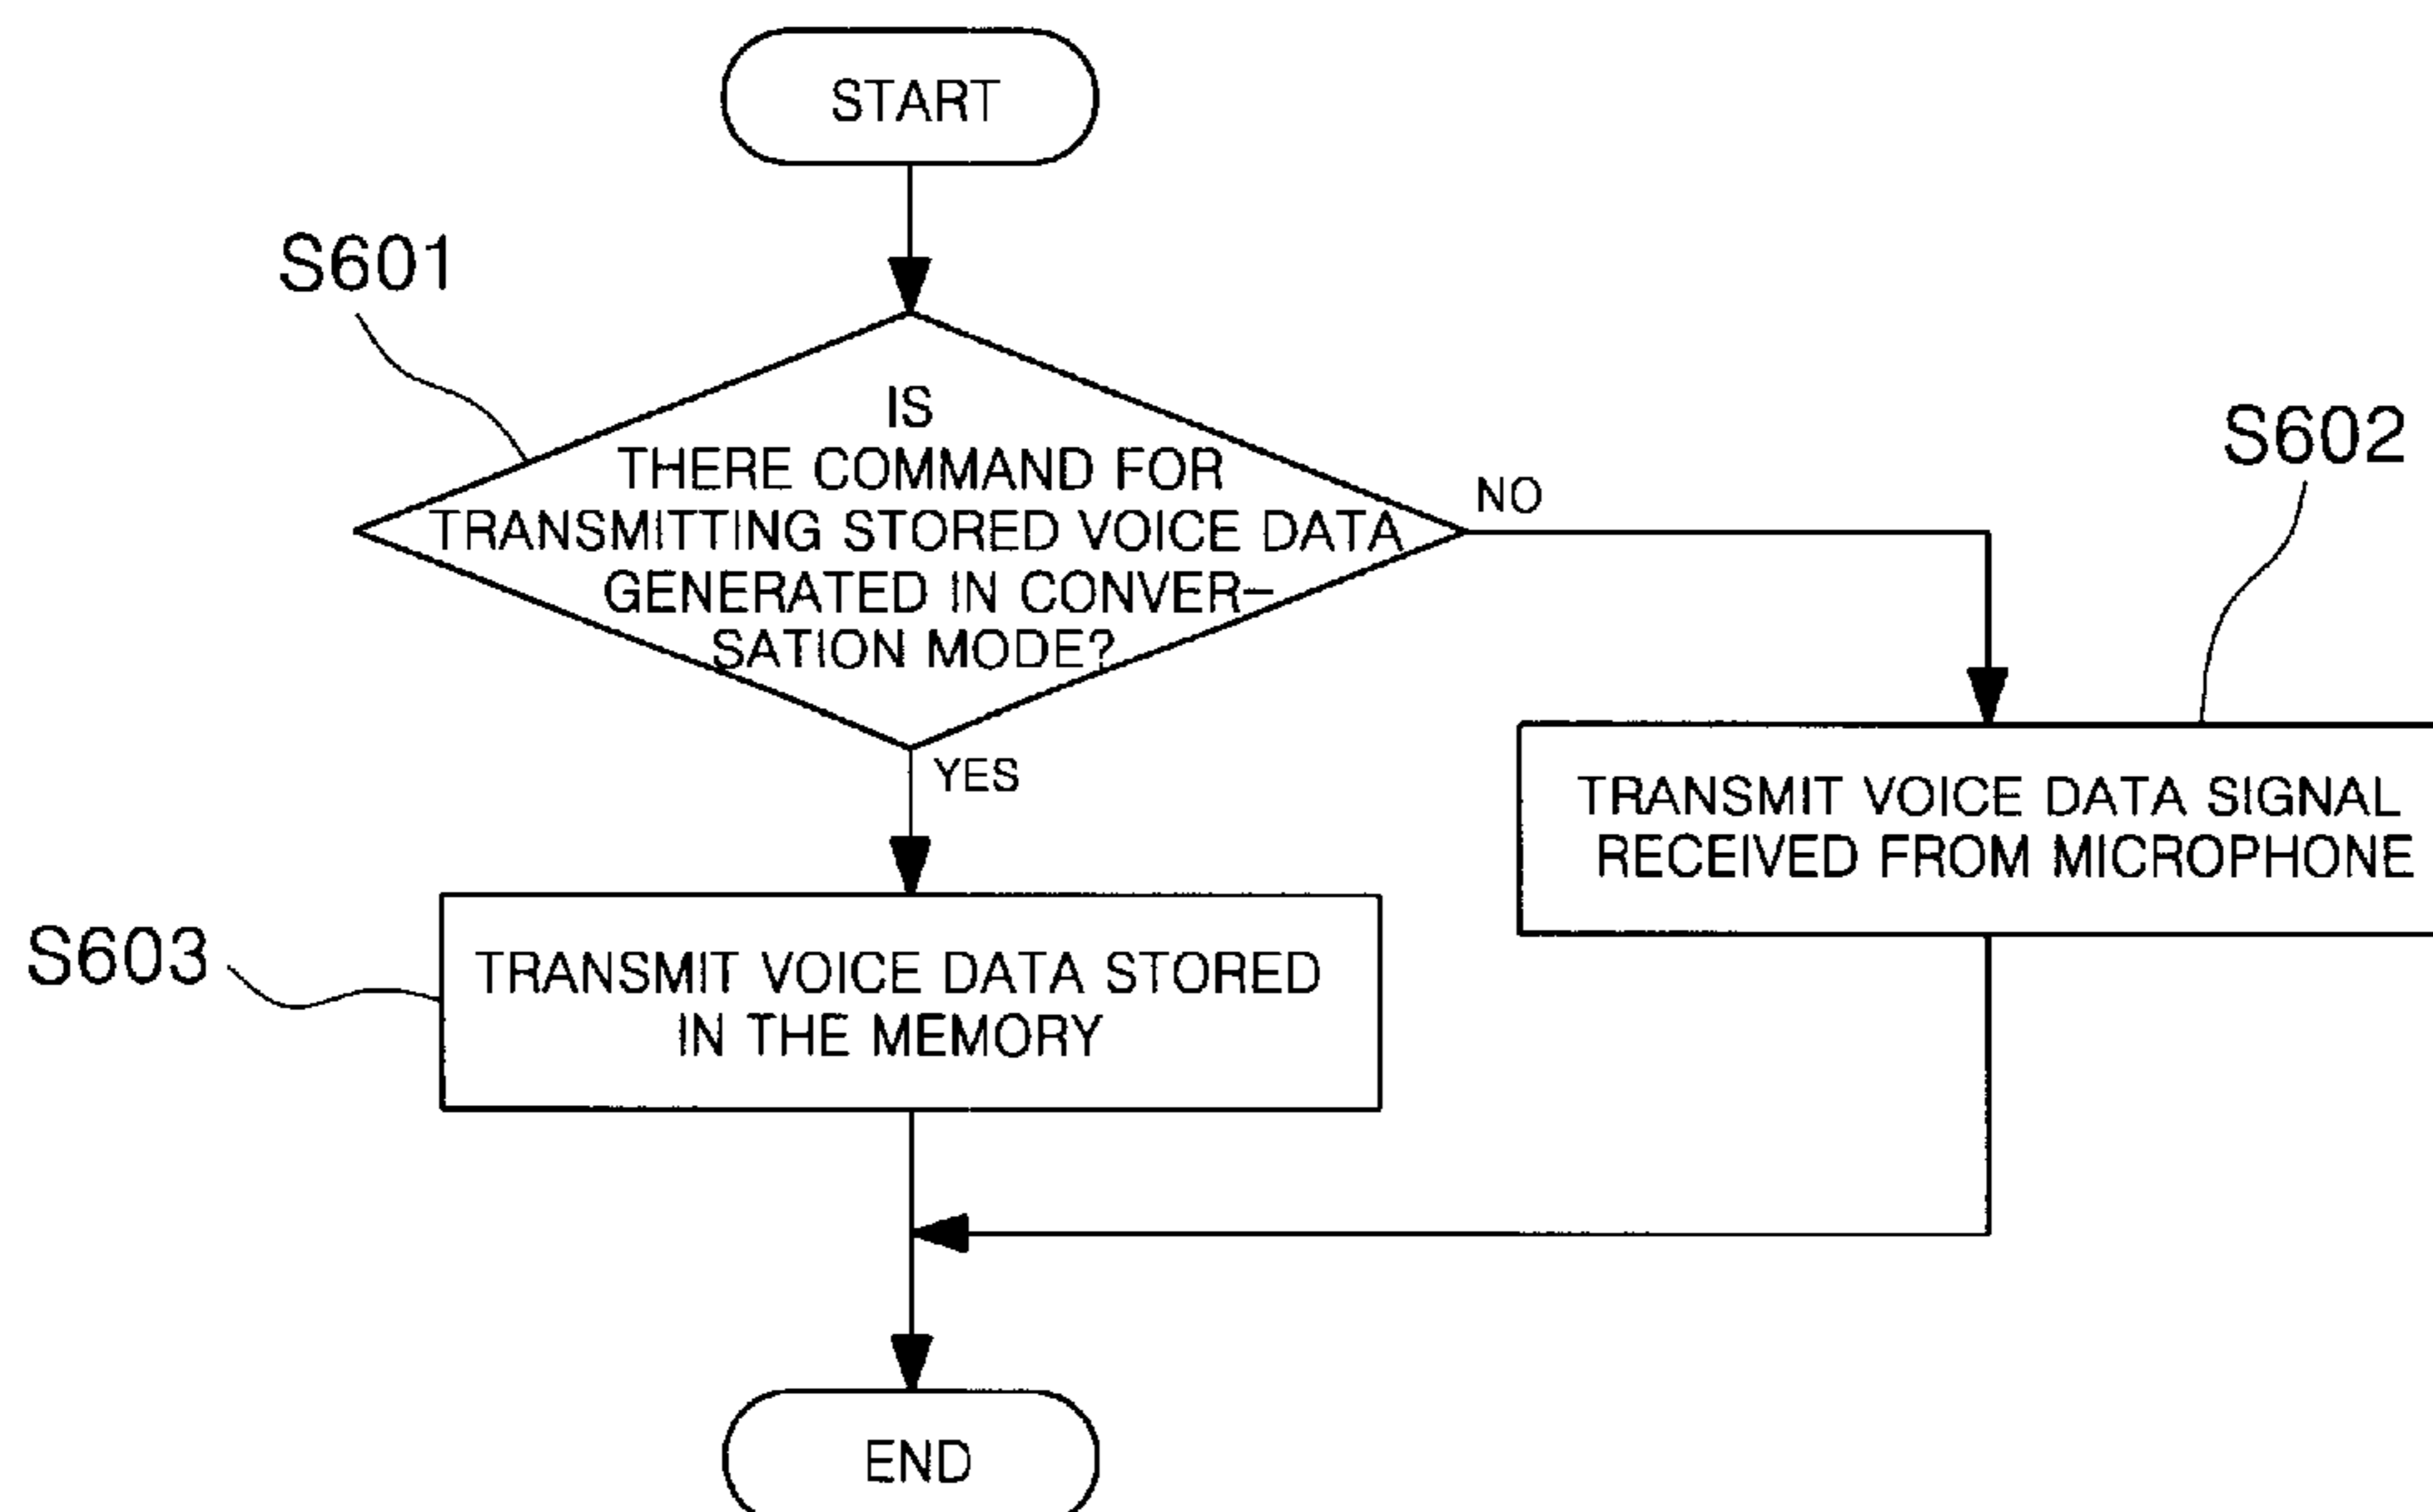 START
S601
IS
THERE COMMAND FOR
TRANSMITTING STORED VOICE DATA
GENERATED IN CONVER-
SATION MODE?
NO
S602
YES
TRANSMIT VOICE DATA SIGNAL
RECEIVED FROM MICROPHONE
S603
TRANSMIT VOICE DATA STORED
IN THE MEMORY
END